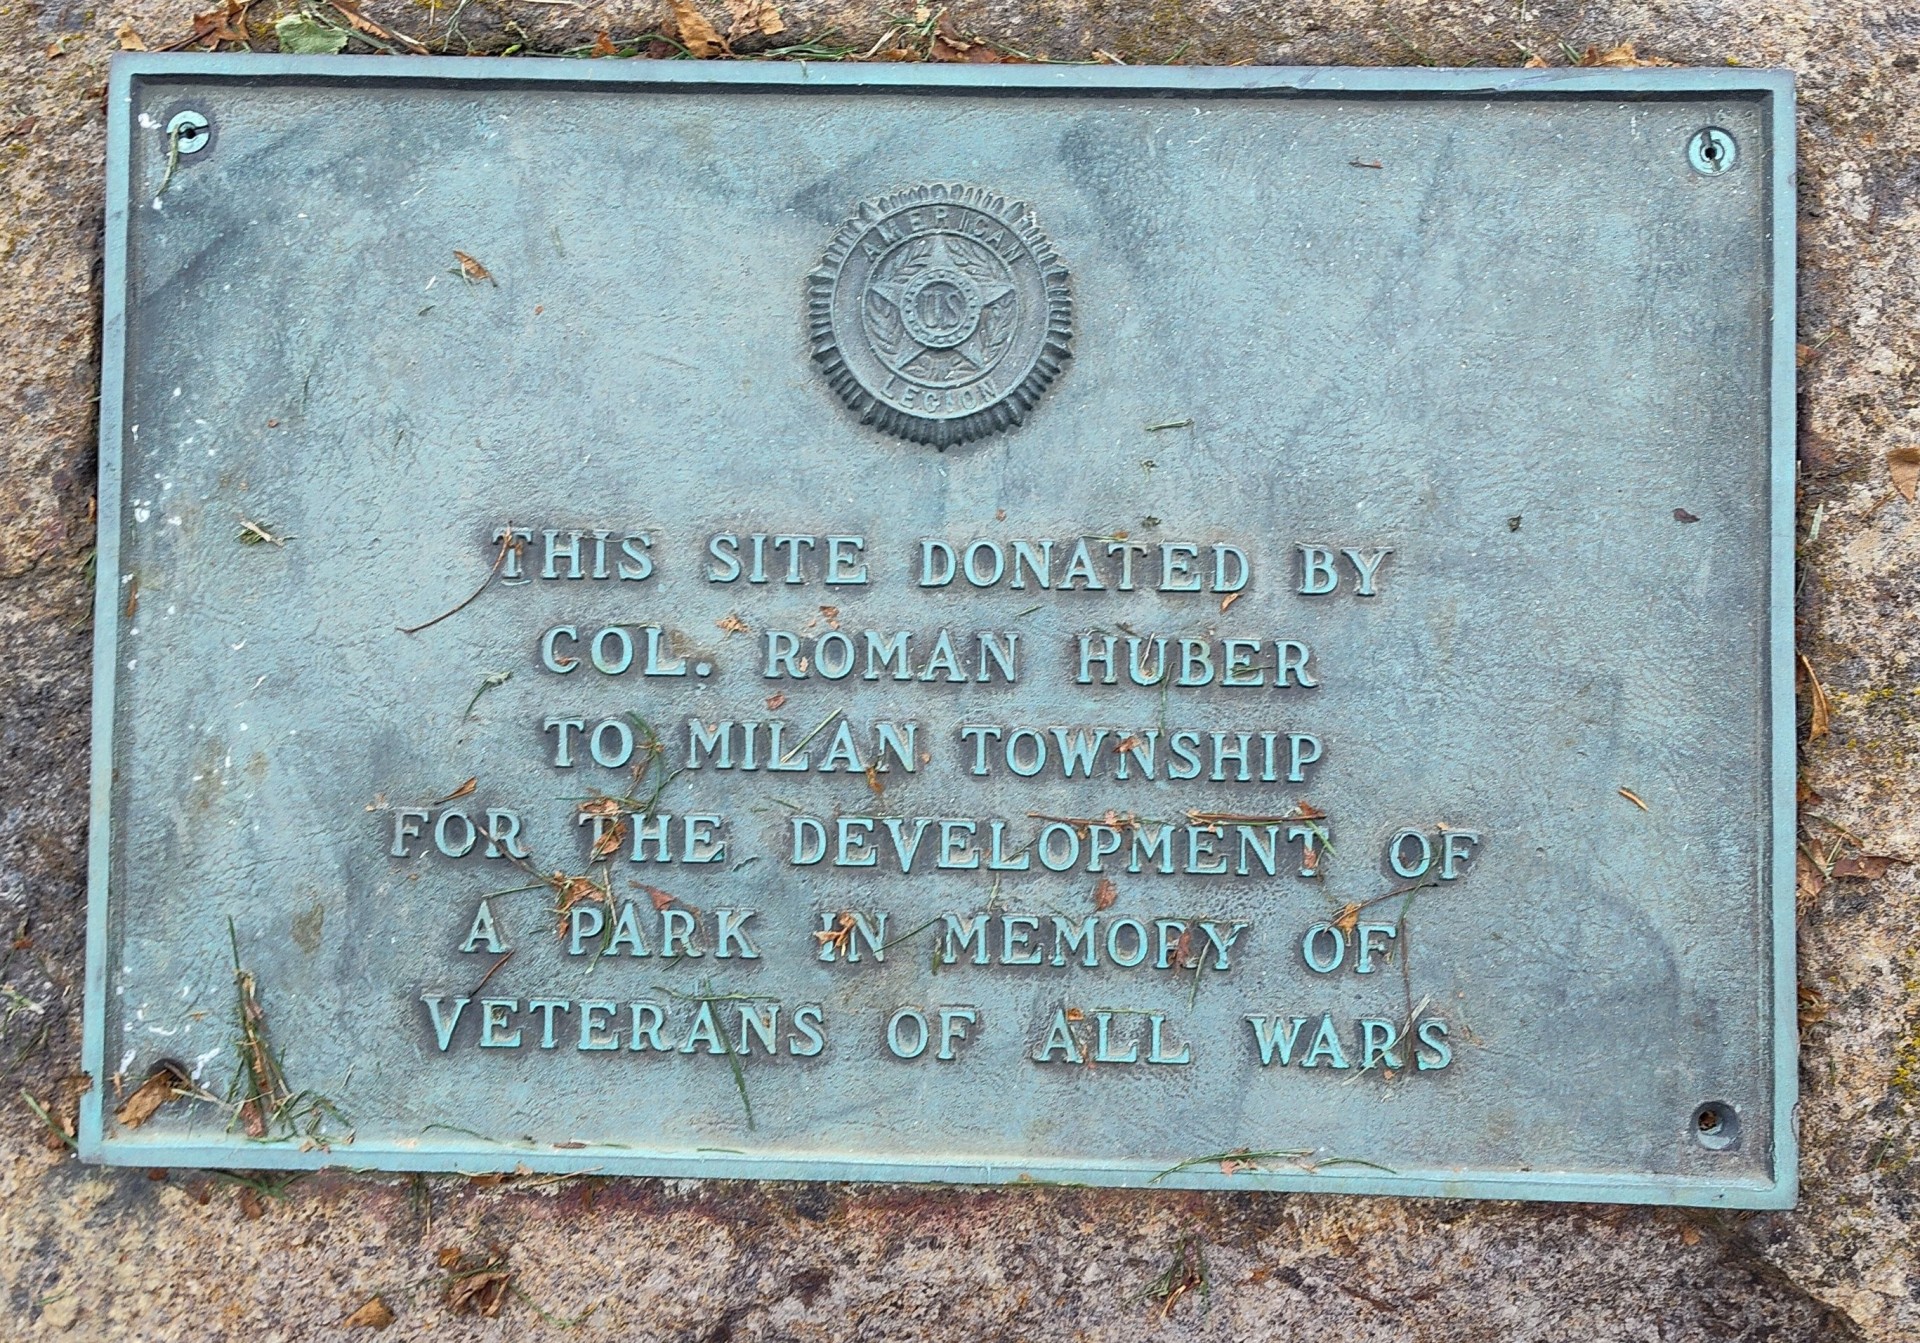 AMERICAN
US
LEGION
THIS SITE DONATED BY
COL. ROMAN HUBER
TO MILAN TOWNSHIP
FOR THE DEVELOPMENT OF
A PARK IN MEMORY OF
VETERANS OF ALL WARS